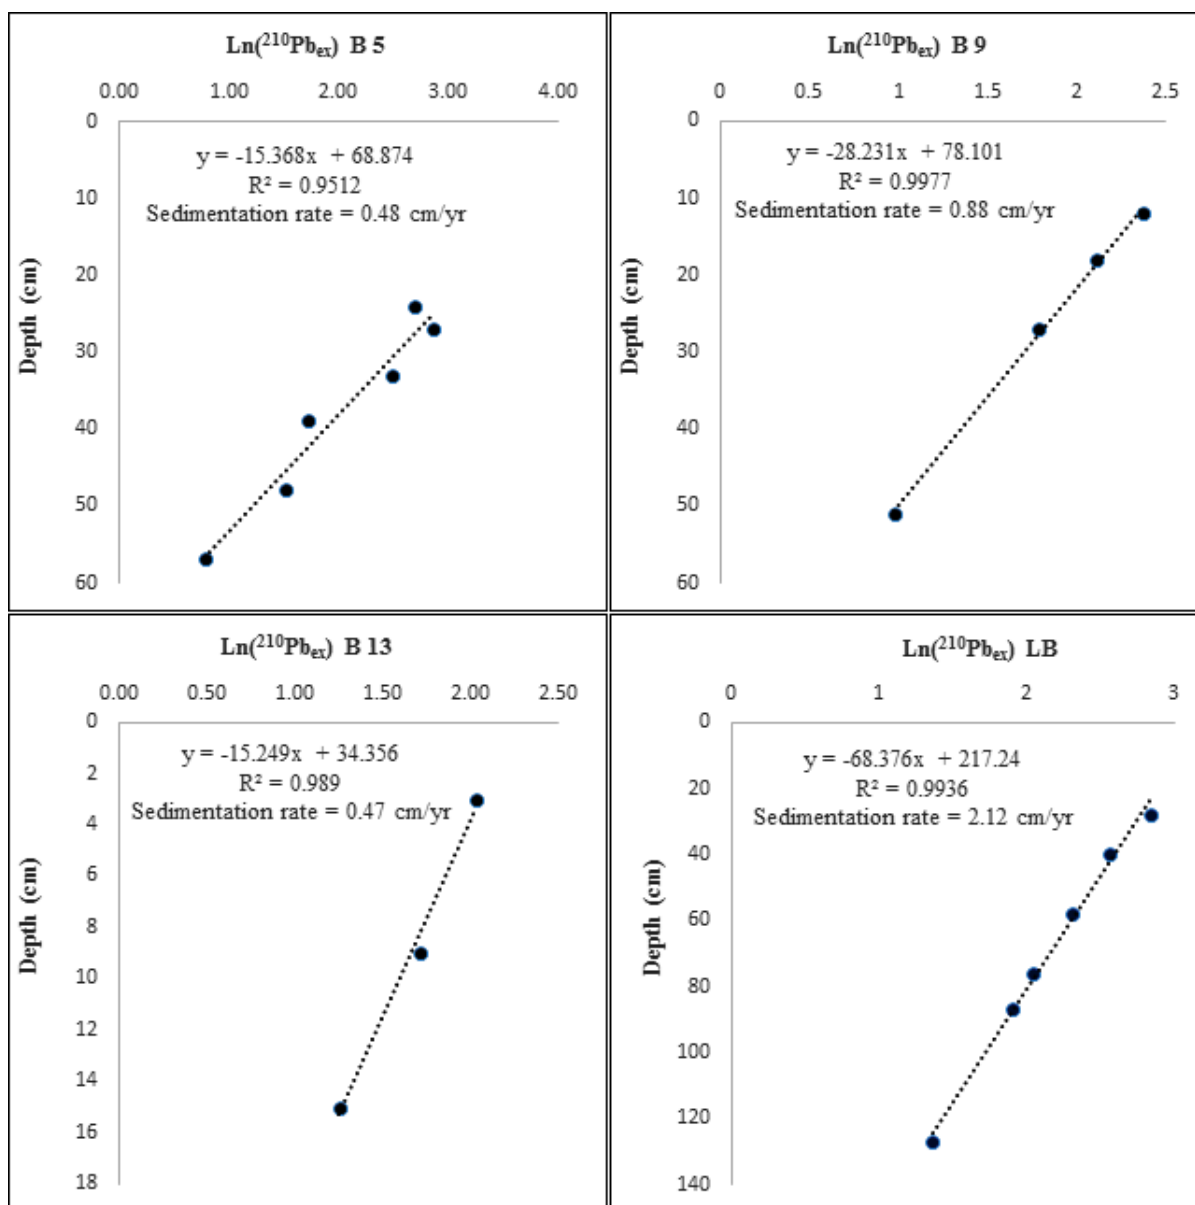 Ln(²¹⁰Pbₑₓ) B 5
0.00 1.00 2.00 3.00 4.00
0
10
20
30
40
50
60
Depth (cm)
y = -15.368x + 68.874
R² = 0.9512
Sedimentation rate = 0.48 cm/yr
Ln(²¹⁰Pbₑₓ) B 9
0 0.5 1 1.5 2 2.5
0
10
20
30
40
50
60
Depth (cm)
y = -28.231x + 78.101
R² = 0.9977
Sedimentation rate = 0.88 cm/yr
Ln(²¹⁰Pbₑₓ) B 13
0.00 0.50 1.00 1.50 2.00 2.50
0
2
4
6
8
10
12
14
16
18
Depth (cm)
y = -15.249x + 34.356
R² = 0.989
Sedimentation rate = 0.47 cm/yr
Ln(²¹⁰Pbₑₓ) LB
0 1 2 3
0
20
40
60
80
100
120
140
Depth (cm)
y = -68.376x + 217.24
R² = 0.9936
Sedimentation rate = 2.12 cm/yr